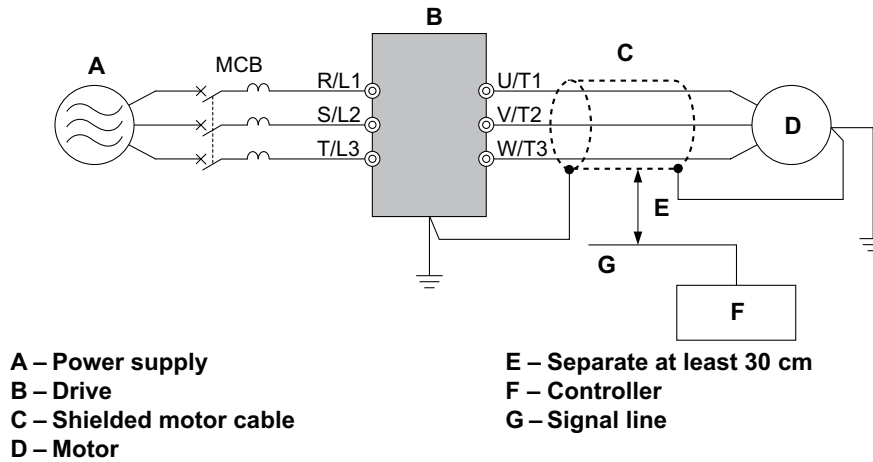 B
A
MCB
C
R/L1
U/T1
S/L2
V/T2
D
T/L3
W/T3
E
G
F
A – Power supply
B – Drive
C – Shielded motor cable
D – Motor
E – Separate at least 30 cm
F – Controller
G – Signal line